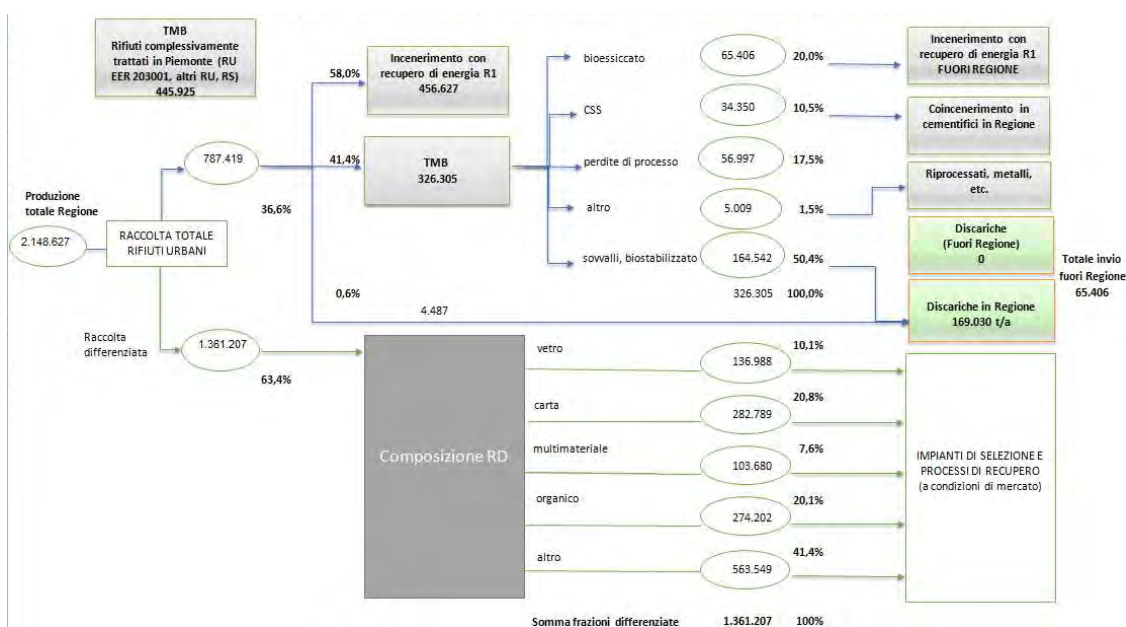 TMB
Rifiuti complessivamente
trattati in Piemonte (RU
EER 203001, altri RU, RS)
445.925
Produzione
totale Regione
2.148.627
RACCOLTA TOTALE
RIFIUTI URBANI
787.419
36,6%
Raccolta
differenziata
1.361.207
63,4%
58,0%
Incenerimento con
recupero di energia R1
456.627
41,4%
TMB
326.305
0,6%
4.487
bioessiccato
65.406
20,0%
Incenerimento con
recupero di energia R1
FUORI REGIONE
CSS
34.350
10,5%
Coincenerimento in
cementifici in Regione
perdite di processo
56.997
17,5%
Riprocessati, metalli,
etc.
altro
5.009
1,5%
sovvalli, biostabilizzato
164.542
50,4%
326.305
100,0%
Discariche
(Fuori Regione)
0
Totale invio
fuori Regione
65.406
Discariche in Regione
169.030 t/a
Composizione RD
vetro
136.988
10,1%
carta
282.789
20,8%
multimateriale
103.680
7,6%
organico
274.202
20,1%
altro
563.549
41,4%
IMPIANTI DI SELEZIONE E
PROCESSI DI RECUPERO
(a condizioni di mercato)
Somma frazioni differenziate
1.361.207
100%